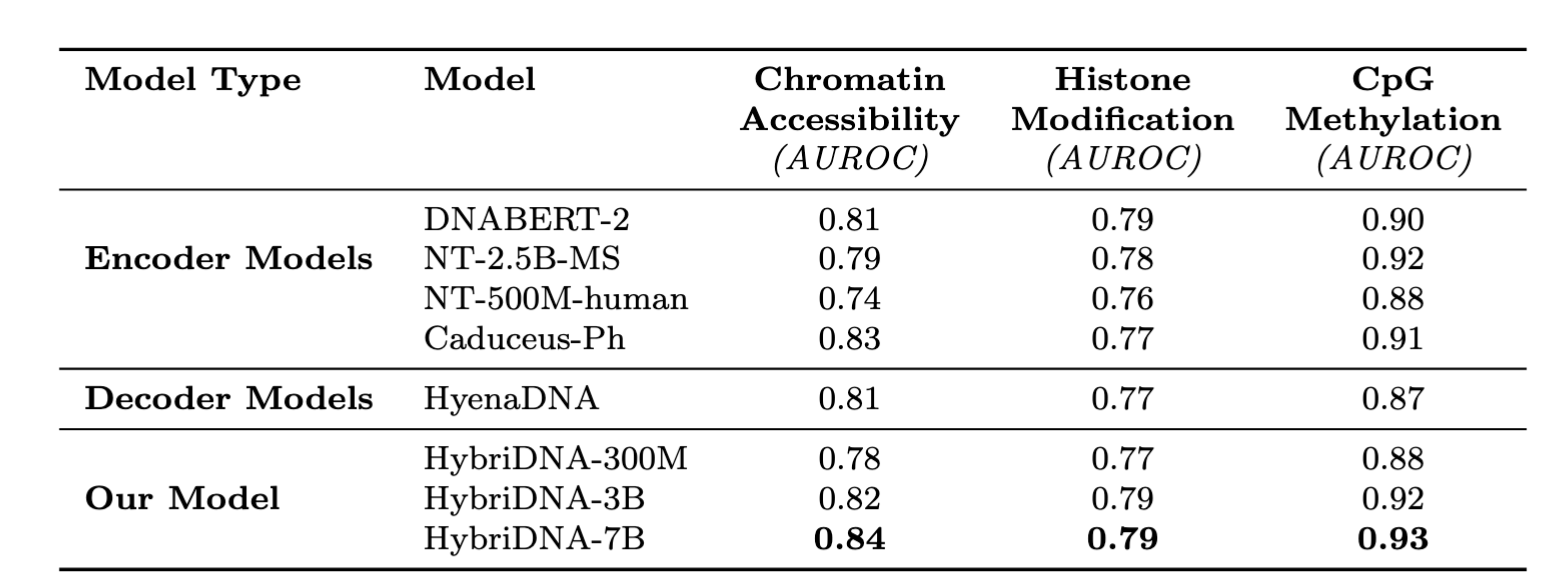 Model Type Model Chromatin Histone CpG
Accessibility Modification Methylation
(AUROC) (AUROC) (AUROC)
DNABERT-2 0.81 0.79 0.90
Encoder Models NT-2.5B-MS 0.79 0.78 0.92
NT-500M-human 0.74 0.76 0.88
Caduceus-Ph 0.83 0.77 0.91
Decoder Models HyenaDNA 0.81 0.77 0.87
HybriDNA-300M 0.78 0.77 0.88
Our Model HybriDNA-3B 0.82 0.79 0.92
HybriDNA-7B 0.84 0.79 0.93